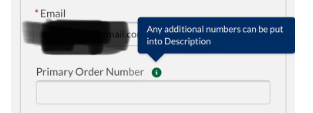 * Email
Any additional numbers can be put
into Description
Primary Order Number